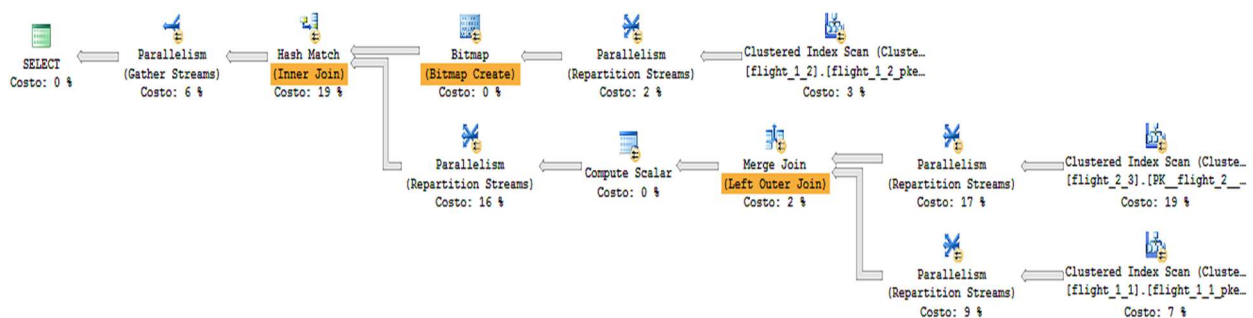 SELECT
Costo: 0 %
Parallelism
(Gather Streams)
Costo: 6 %
Hash Match
(Inner Join)
Costo: 19 %
Bitmap
(Bitmap Create)
Costo: 0 %
Parallelism
(Repartition Streams)
Costo: 2 %
Clustered Index Scan (Cluste…
[flight_1_2].[flight_1_2_pke…
Costo: 3 %
Parallelism
(Repartition Streams)
Costo: 16 %
Compute Scalar
Costo: 0 %
Merge Join
(Left Outer Join)
Costo: 2 %
Parallelism
(Repartition Streams)
Costo: 17 %
Clustered Index Scan (Cluste…
[flight_2_3].[PK__flight_2__…
Costo: 19 %
Parallelism
(Repartition Streams)
Costo: 9 %
Clustered Index Scan (Cluste…
[flight_1_1].[flight_1_1_pke…
Costo: 7 %